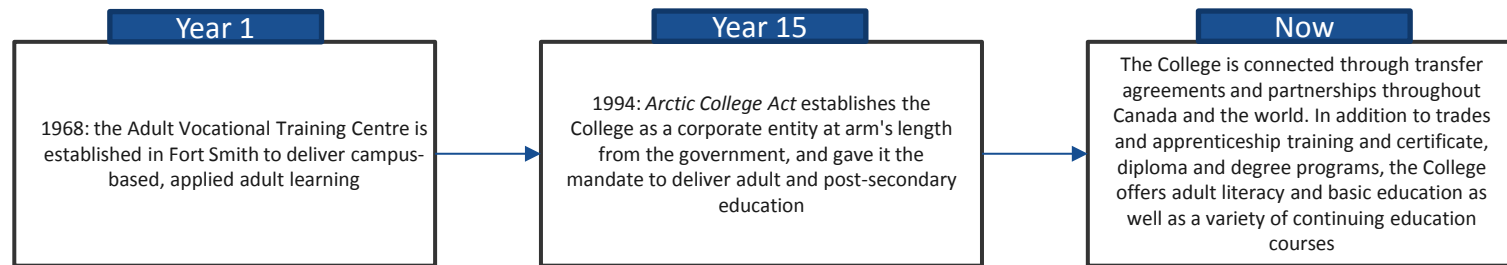 Year 1
1968: the Adult Vocational Training Centre is
established in Fort Smith to deliver campus-
based, applied adult learning
Year 15
1994: Arctic College Act establishes the
College as a corporate entity at arm's length
from the government, and gave it the
mandate to deliver adult and post-secondary
education
Now
The College is connected through transfer
agreements and partnerships throughout
Canada and the world. In addition to trades
and apprenticeship training and certificate,
diploma and degree programs, the College
offers adult literacy and basic education as
well as a variety of continuing education
courses